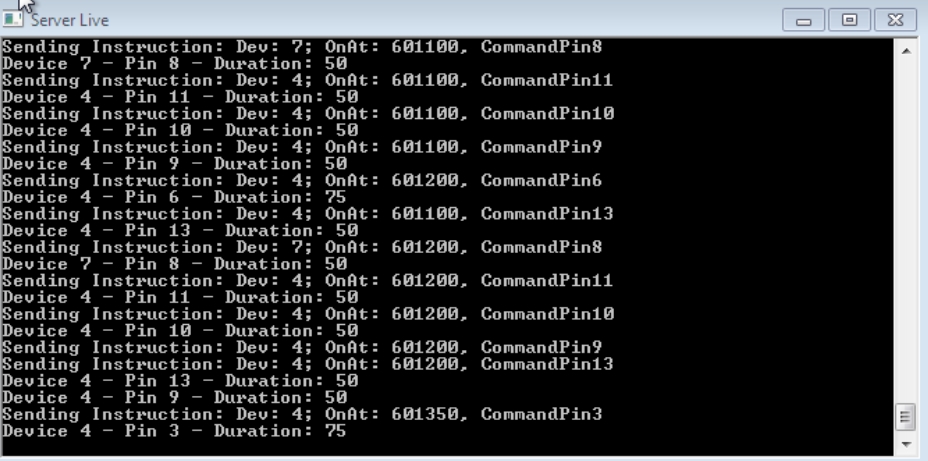 Server Live
Sending Instruction: Dev: 7; OnAt: 601100, CommandPin8
Device 7 - Pin 8 - Duration: 50
Sending Instruction: Dev: 4; OnAt: 601100, CommandPin11
Device 4 - Pin 11 - Duration: 50
Sending Instruction: Dev: 4; OnAt: 601100, CommandPin10
Device 4 - Pin 10 - Duration: 50
Sending Instruction: Dev: 4; OnAt: 601100, CommandPin9
Device 4 - Pin 9 - Duration: 50
Sending Instruction: Dev: 4; OnAt: 601200, CommandPin6
Device 4 - Pin 6 - Duration: 75
Sending Instruction: Dev: 4; OnAt: 601100, CommandPin13
Device 4 - Pin 13 - Duration: 50
Sending Instruction: Dev: 7; OnAt: 601200, CommandPin8
Device 7 - Pin 8 - Duration: 50
Sending Instruction: Dev: 4; OnAt: 601200, CommandPin11
Device 4 - Pin 11 - Duration: 50
Sending Instruction: Dev: 4; OnAt: 601200, CommandPin10
Device 4 - Pin 10 - Duration: 50
Sending Instruction: Dev: 4; OnAt: 601200, CommandPin9
Sending Instruction: Dev: 4; OnAt: 601200, CommandPin13
Device 4 - Pin 13 - Duration: 50
Device 4 - Pin 9 - Duration: 50
Sending Instruction: Dev: 4; OnAt: 601350, CommandPin3
Device 4 - Pin 3 - Duration: 75